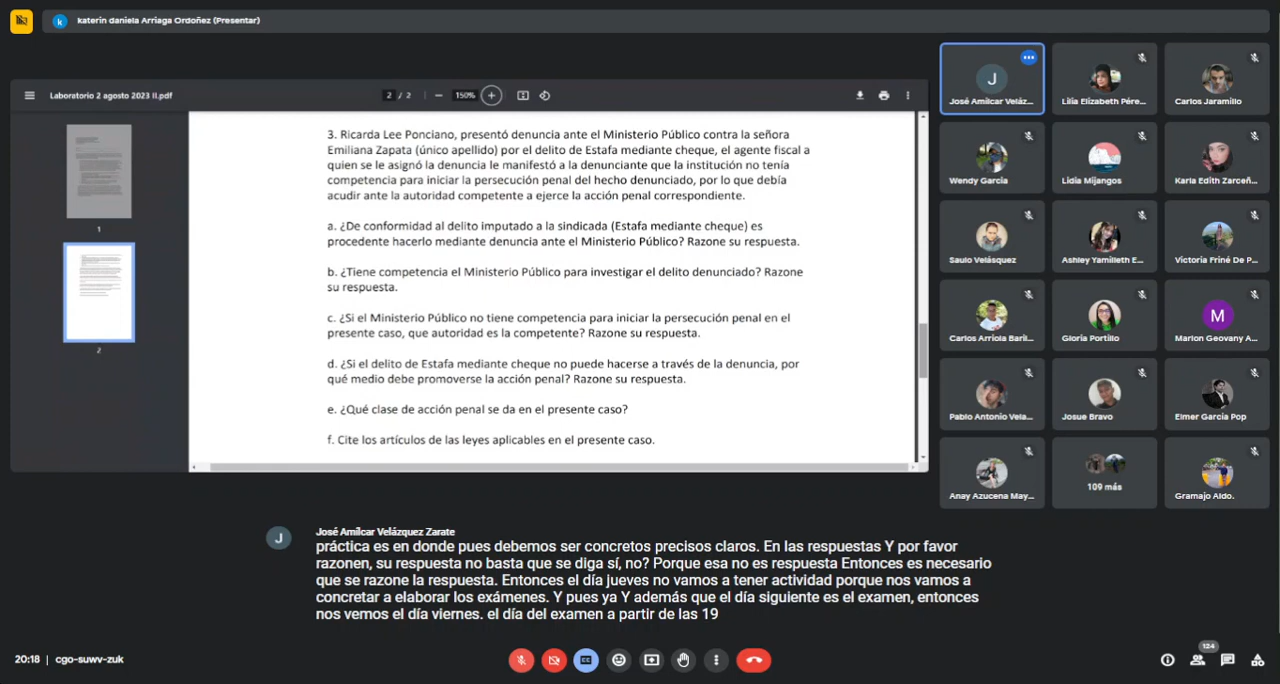 k katerin daniela Arriaga Ordoñez (Presentar)
Laboratorio 2 agosto 2023 II.pdf
2 / 2
150%
1
2
3. Ricarda Lee Ponciano, presentó denuncia ante el Ministerio Público contra la señora
Emiliana Zapata (único apellido) por el delito de Estafa mediante cheque, el agente fiscal a
quien se le asignó la denuncia le manifestó a la denunciante que la institución no tenía
competencia para iniciar la persecución penal del hecho denunciado, por lo que debía
acudir ante la autoridad competente a ejerce la acción penal correspondiente.
a. ¿De conformidad al delito imputado a la sindicada (Estafa mediante cheque) es
procedente hacerlo mediante denuncia ante el Ministerio Público? Razone su respuesta.
b. ¿Tiene competencia el Ministerio Público para investigar el delito denunciado? Razone
su respuesta.
c. ¿Si el Ministerio Público no tiene competencia para iniciar la persecución penal en el
presente caso, que autoridad es la competente? Razone su respuesta.
d. ¿Si el delito de Estafa mediante cheque no puede hacerse a través de la denuncia, por
qué medio debe promoverse la acción penal? Razone su respuesta.
e. ¿Qué clase de acción penal se da en el presente caso?
f. Cite los artículos de las leyes aplicables en el presente caso.
J
José Amilcar Veláz...
Lilia Elizabeth Pére...
Carlos Jaramillo
Wendy Garcia
Lidia Mijangos
Karla Edith Zarceñ...
Saulo Velásquez
Ashley Yamilleth E...
Victoria Friné De P...
Carlos Arriola Baril...
Gloria Portillo
M
Marlon Geovany A...
Pablo Antonio Vela...
Josue Bravo
Elmer García Pop
Anay Azucena May...
109 más
Gramajo Aldo.
J
José Amílcar Velázquez Zarate
práctica es en donde pues debemos ser concretos precisos claros. En las respuestas Y por favor
razonen, su respuesta no basta que se diga sí, no? Porque esa no es respuesta Entonces es necesario
que se razone la respuesta. Entonces el día jueves no vamos a tener actividad porque nos vamos a
concretar a elaborar los exámenes. Y pues ya Y además que el día siguiente es el examen, entonces
nos vemos el día viernes. el día del examen a partir de las 19
20:18 | cgo-suwv-zuk
CC
124